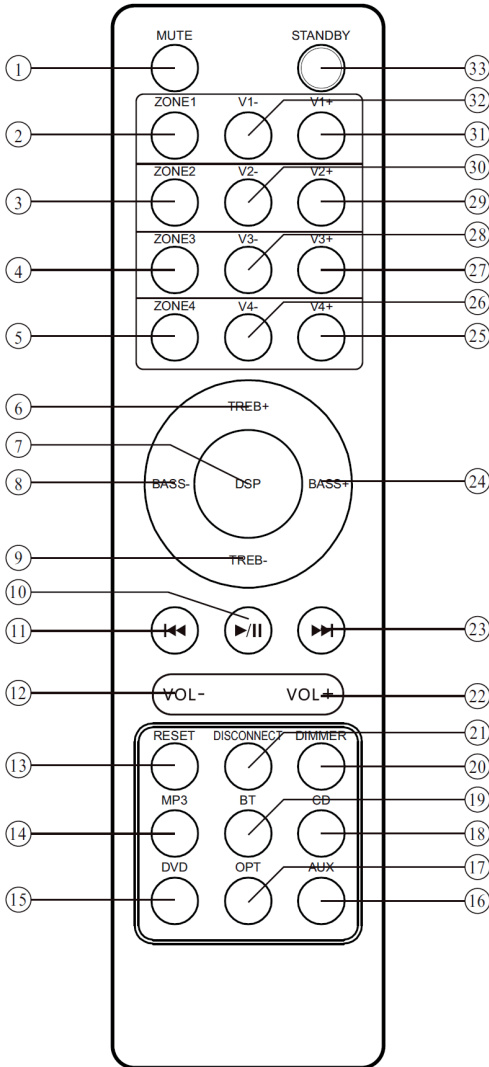 MUTE STANDBY
1 33
ZONE1 V1- V1+
32
2 31
ZONE2 V2- V2+
30
3 29
ZONE3 V3- V3+
28
4 27
ZONE4 V4- V4+
26
5 25
6 TREB+
7
8 BASS- DSP BASS+ 24
9 TREB-
10
11 ▶/II 23
12 VOL- VOL+ 22
RESET DISCONNECT DIMMER 21
13 20
MP3 BT CD 19
14 18
DVD OPT AUX 17
15 16